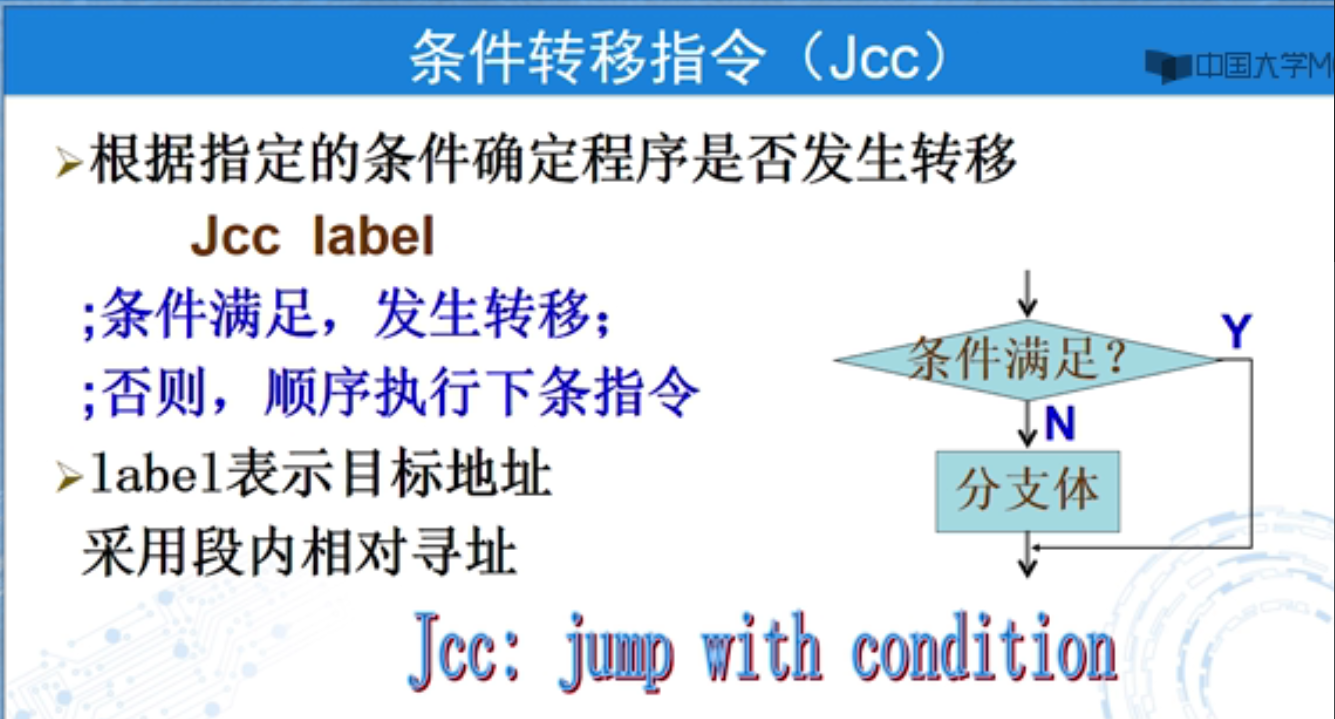 条件转移指令（Jcc）
中国大学M
根据指定的条件确定程序是否发生转移
Jcc label
;条件满足，发生转移；
;否则，顺序执行下条指令
label表示目标地址
采用段内相对寻址
条件满足？
Y
N
分支体
Jcc: jump with condition